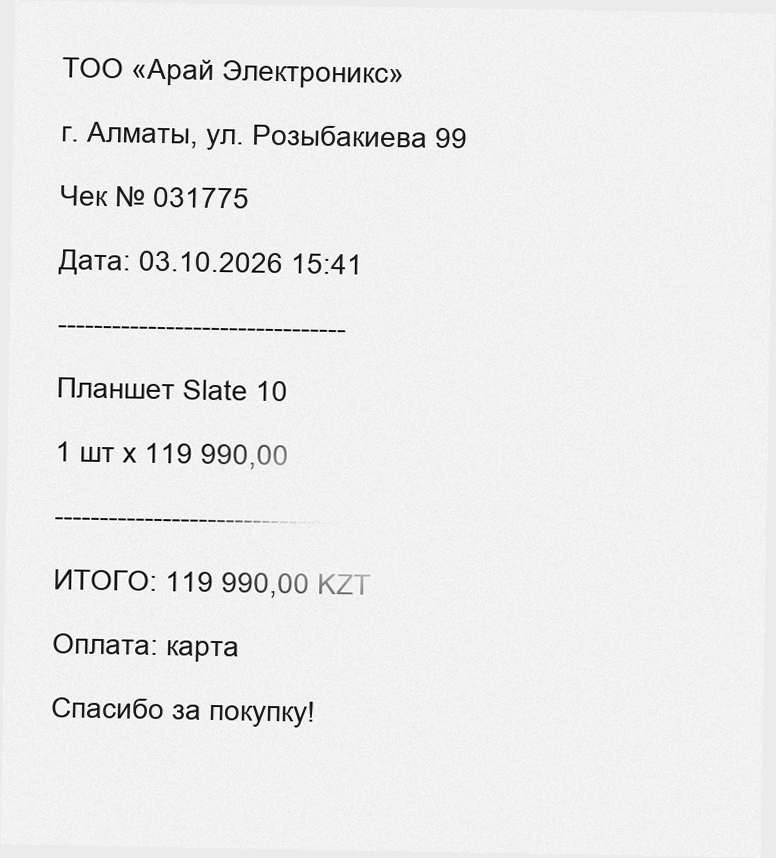 ТОО «Арай Электроникс»
г. Алматы, ул. Розыбакиева 99
Чек № 031775
Дата: 03.10.2026 15:41
--------------------------------
Планшет Slate 10
1 шт x 119 990,00
--------------------------------
ИТОГО: 119 990,00 KZT
Оплата: карта
Спасибо за покупку!